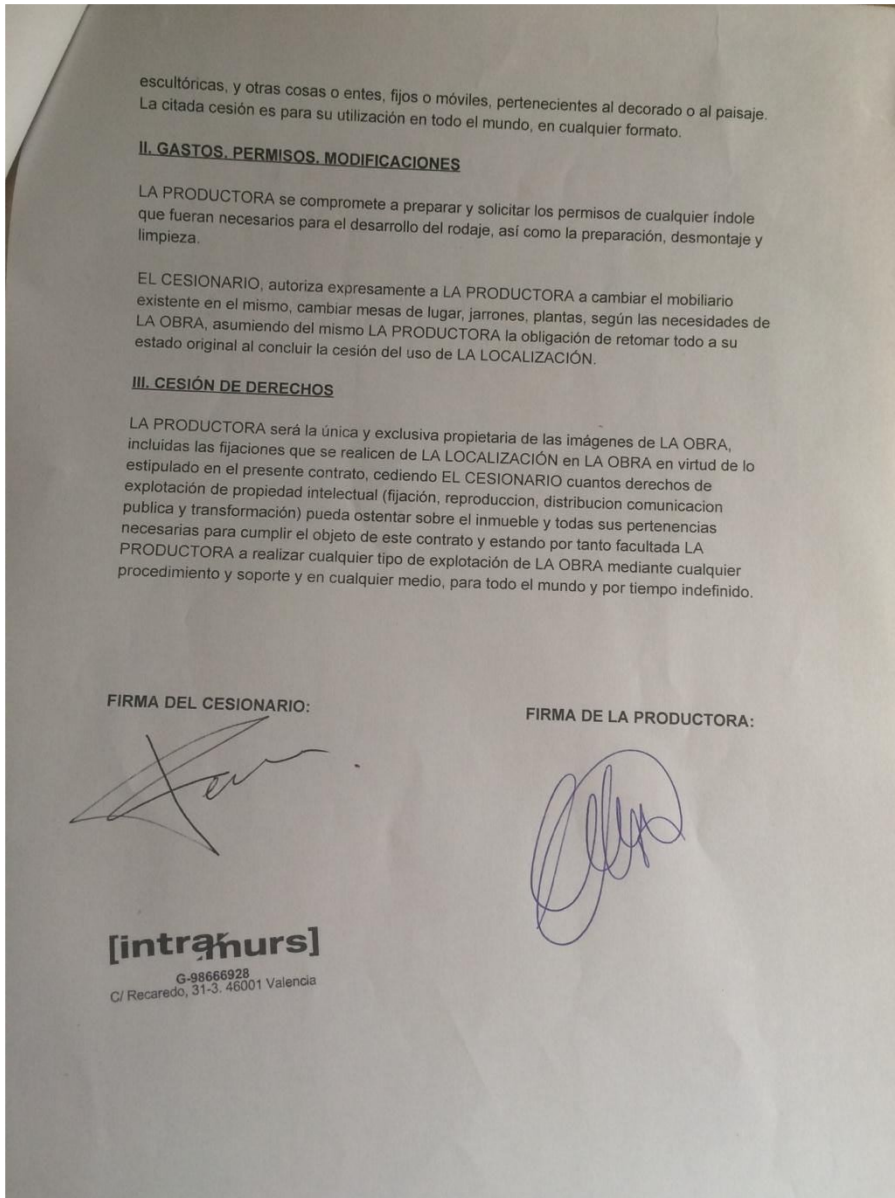 escultóricas, y otras cosas o entes, fijos o móviles, pertenecientes al decorado o al paisaje.
La citada cesión es para su utilización en todo el mundo, en cualquier formato.
II. GASTOS, PERMISOS, MODIFICACIONES
LA PRODUCTORA se compromete a preparar y solicitar los permisos de cualquier índole
que fueran necesarios para el desarrollo del rodaje, así como la preparación, desmontaje y
limpieza.
EL CESIONARIO, autoriza expresamente a LA PRODUCTORA a cambiar el mobiliario
existente en el mismo, cambiar mesas de lugar, jarrones, plantas, según las necesidades de
LA OBRA, asumiendo del mismo LA PRODUCTORA la obligación de retomar todo a su
estado original al concluir la cesión del uso de LA LOCALIZACIÓN.
III. CESIÓN DE DERECHOS
LA PRODUCTORA será la única y exclusiva propietaria de las imágenes de LA OBRA,
incluidas las fijaciones que se realicen de LA LOCALIZACIÓN en LA OBRA en virtud de lo
estipulado en el presente contrato, cediendo EL CESIONARIO cuantos derechos de
explotación de propiedad intelectual (fijación, reproduccion, distribucion comunicacion
publica y transformación) pueda ostentar sobre el inmueble y todas sus pertenencias
necesarias para cumplir el objeto de este contrato y estando por tanto facultada LA
PRODUCTORA a realizar cualquier tipo de explotación de LA OBRA mediante cualquier
procedimiento y soporte y en cualquier medio, para todo el mundo y por tiempo indefinido.
FIRMA DEL CESIONARIO:
FIRMA DE LA PRODUCTORA:
[intramurs]
G-98666928
C/ Recaredo, 31-3. 46001 Valencia